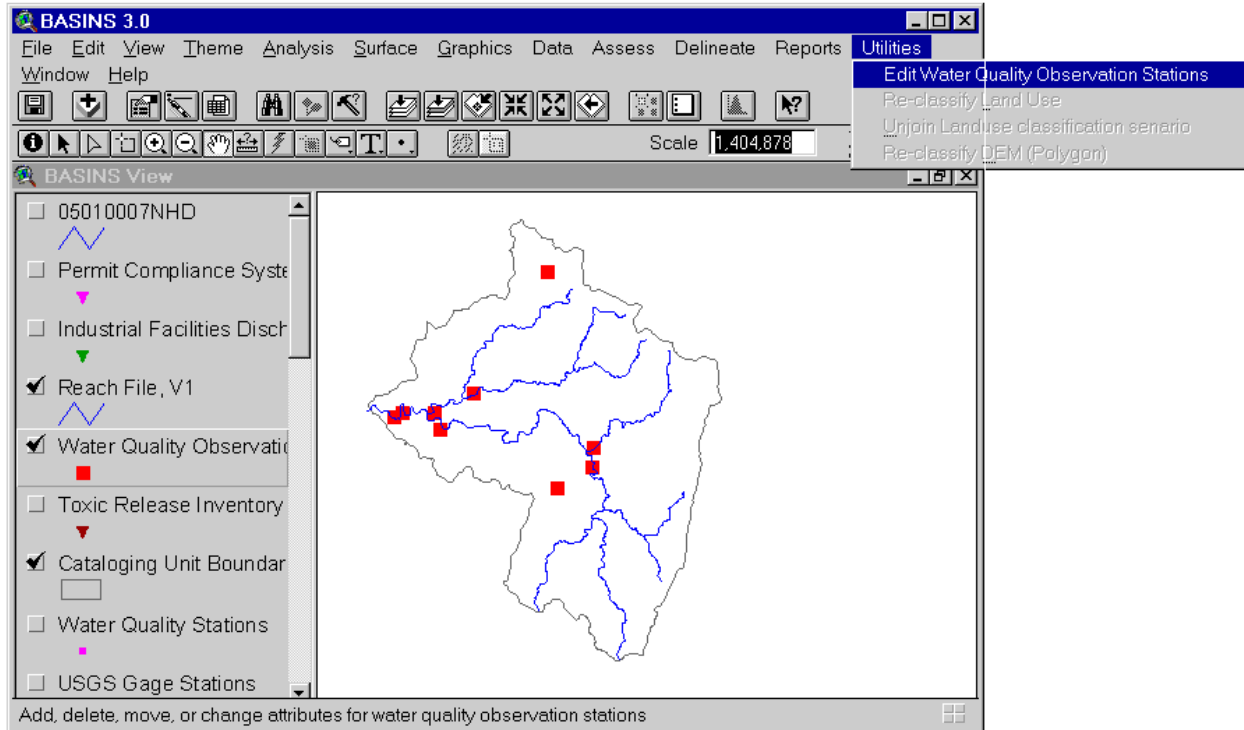 BASINS 3.0
File Edit View Theme Analysis Surface Graphics Data Assess Delineate Reports Utilities
Window Help
Edit Water Quality Observation Stations
Re-classify Land Use
Unjoin Landuse classification senario
Re-classify DEM (Polygon)
Scale 1,404,878
BASINS View
05010007NHD
Permit Compliance Syste
Industrial Facilities Disch
Reach File, V1
Water Quality Observatio
Toxic Release Inventory
Cataloging Unit Boundar
Water Quality Stations
USGS Gage Stations
Add, delete, move, or change attributes for water quality observation stations